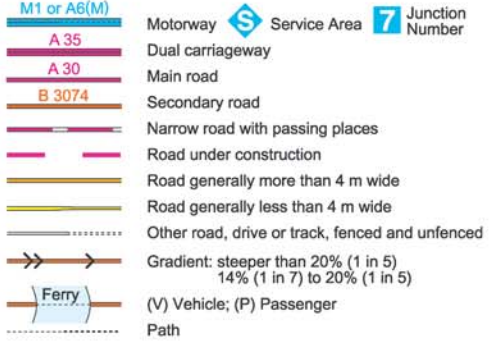 M1 or A6(M) Motorway S Service Area 7 Junction Number
A 35 Dual carriageway
A 30 Main road
B 3074 Secondary road
Narrow road with passing places
Road under construction
Road generally more than 4 m wide
Road generally less than 4 m wide
Other road, drive or track, fenced and unfenced
Gradient: steeper than 20% (1 in 5)
14% (1 in 7) to 20% (1 in 5)
Ferry (V) Vehicle; (P) Passenger
Path